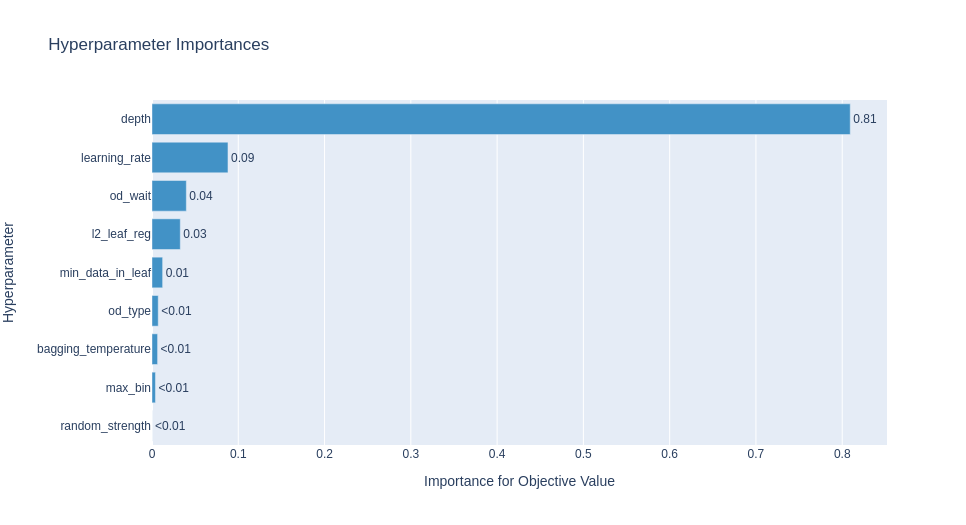 Hyperparameter Importances
Hyperparameter
depth 0.81
learning_rate 0.09
od_wait 0.04
l2_leaf_reg 0.03
min_data_in_leaf 0.01
od_type <0.01
bagging_temperature <0.01
max_bin <0.01
random_strength <0.01
0 0.1 0.2 0.3 0.4 0.5 0.6 0.7 0.8
Importance for Objective Value